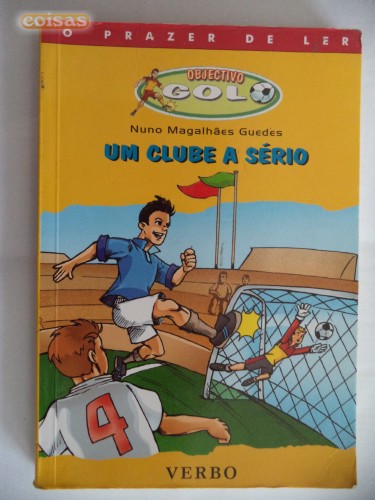 coisas
O PRAZER DE LER
OBJECTIVO
GOLO
Nuno Magalhães Guedes
UM CLUBE A SÉRIO
4
VERBO